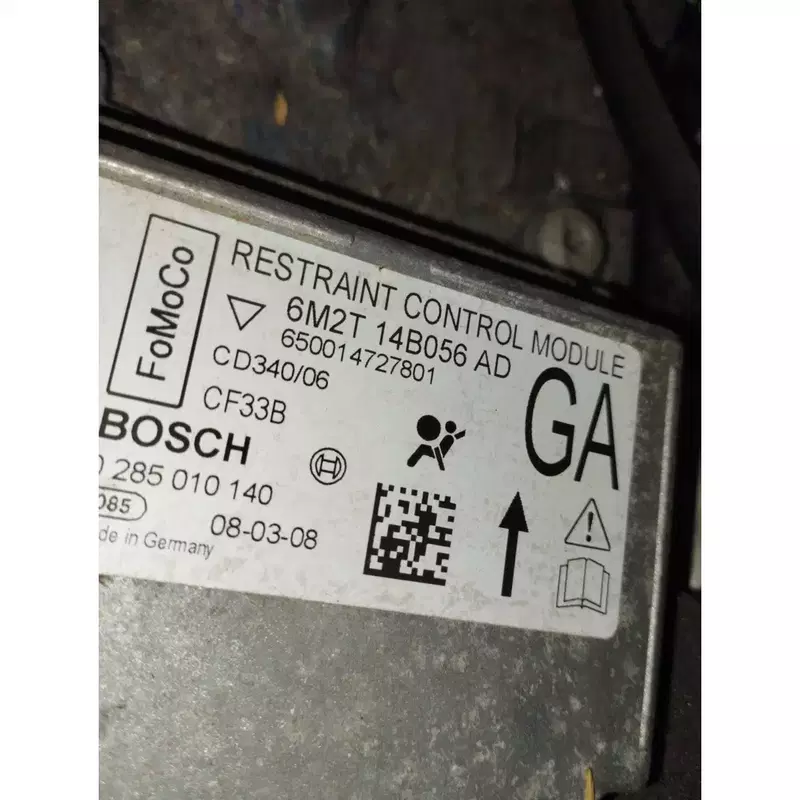 FoMoCo
RESTRAINT CONTROL MODULE
6M2T 14B056 AD
650014727801
CD340/06
CF33B
GA
BOSCH
0 285 010 140
085
08-03-08
de in Germany